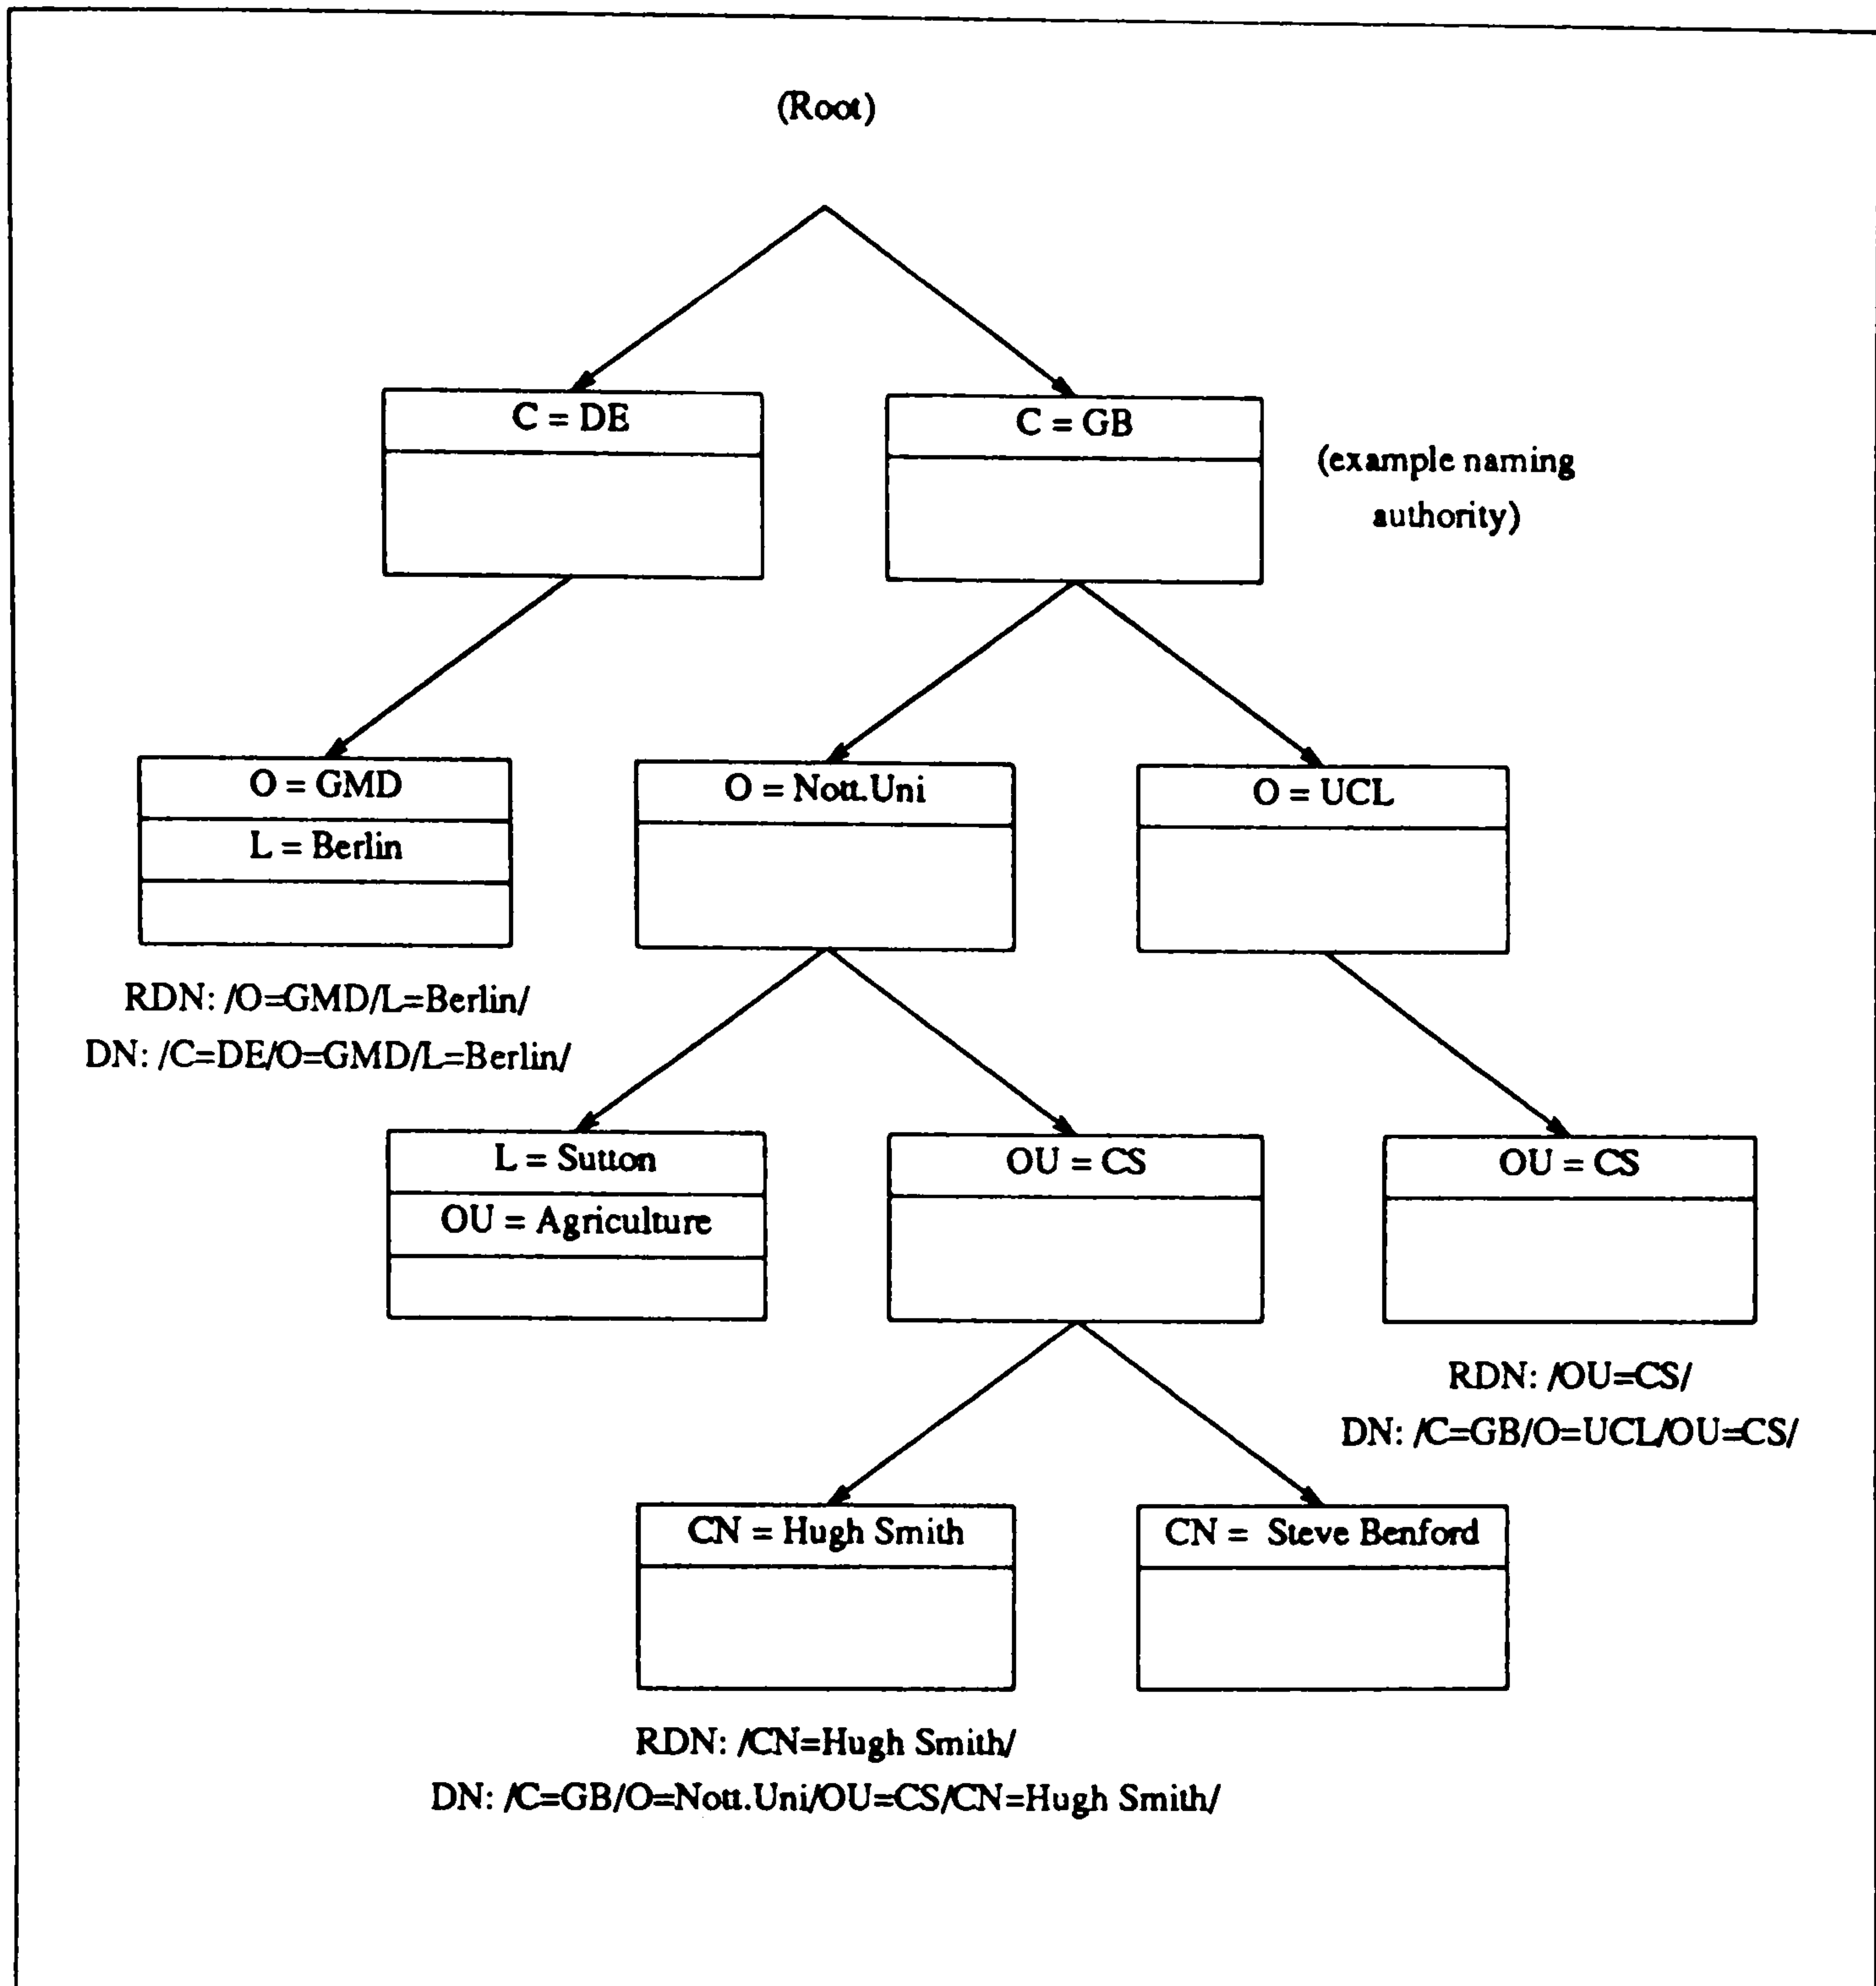 (Root)
C = DE
C = GB
(example naming
authority)
O = GMD
L = Berlin
O = Nott.Uni
O = UCL
RDN: /O=GMD/L=Berlin/
DN: /C=DE/O=GMD/L=Berlin/
L = Sutton
OU = Agriculture
OU = CS
OU = CS
RDN: /OU=CS/
DN: /C=GB/O=UCL/OU=CS/
CN = Hugh Smith
CN = Steve Benford
RDN: /CN=Hugh Smith/
DN: /C=GB/O=Nott.Uni/OU=CS/CN=Hugh Smith/